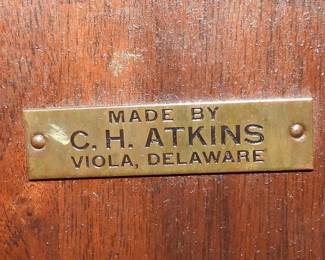 MADE BY
C. H. ATKINS
VIOLA, DELAWARE